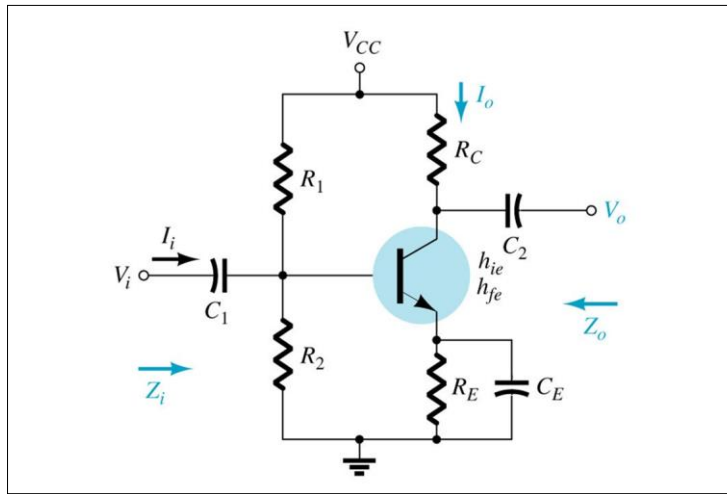 V_CC
I_o
R_C
R_1
V_o
C_2
I_i
h_ie
h_fe
V_i
C_1
Z_o
R_2
Z_i
R_E
C_E